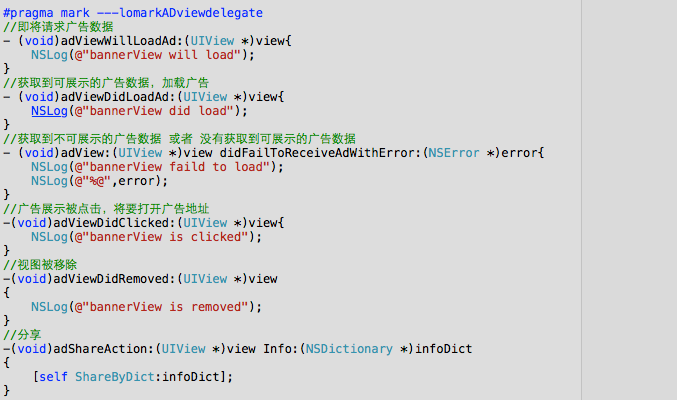 #pragma mark ---lomarkADviewdelegate
//即将请求广告数据
- (void)adViewWillLoadAd:(UIView *)view{
    NSLog(@"bannerView will load");
}
//获取到可展示的广告数据，加载广告
- (void)adViewDidLoadAd:(UIView *)view{
    NSLog(@"bannerView did load");
}
//获取到不可展示的广告数据 或者 没有获取到可展示的广告数据
- (void)adView:(UIView *)view didFailToReceiveAdWithError:(NSError *)error{
    NSLog(@"bannerView faild to load");
    NSLog(@"%@",error);
}
//广告展示被点击，将要打开广告地址
-(void)adViewDidClicked:(UIView *)view{
    NSLog(@"bannerView is clicked");
}
//视图被移除
-(void)adViewDidRemoved:(UIView *)view
{
    NSLog(@"bannerView is removed");
}
//分享
-(void)adShareAction:(UIView *)view Info:(NSDictionary *)infoDict
{
    [self ShareByDict:infoDict];
}